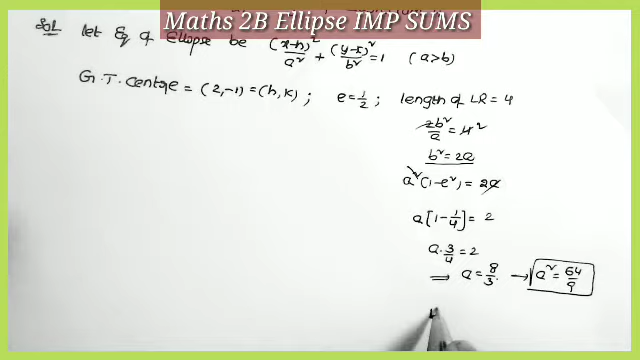 Maths 2B Ellipse IMP SUMS
Sol Let Eq of Ellipse be (x-h)²/a² + (y-k)²/b² = 1 (a>b)
G.T. Centre = (2,-1) = (h,k) ; e = 1/2 ; length of LR = 4
2b²/a = 4 2
b² = 2a
a²(1-e²) = 2a
a[1-1/4] = 2
a·3/4 = 2
⇒ a = 8/3 → a² = 64/9